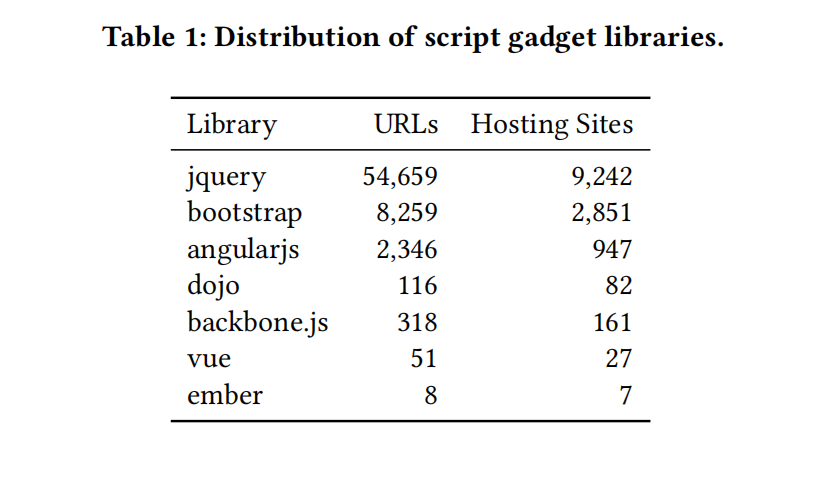 Table 1: Distribution of script gadget libraries.
Library URLs Hosting Sites
jquery 54,659 9,242
bootstrap 8,259 2,851
angularjs 2,346 947
dojo 116 82
backbone.js 318 161
vue 51 27
ember 8 7